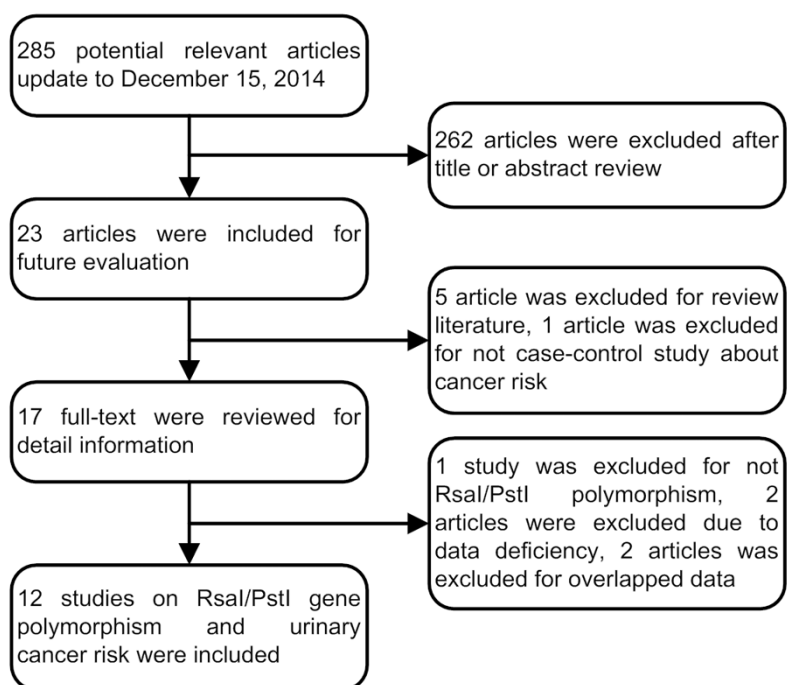 285 potential relevant articles
update to December 15, 2014
262 articles were excluded after
title or abstract review
23 articles were included for
future evaluation
5 article was excluded for review
literature, 1 article was excluded
for not case-control study about
cancer risk
17 full-text were reviewed for
detail information
1 study was excluded for not
RsaI/PstI polymorphism, 2
articles were excluded due to
data deficiency, 2 articles was
excluded for overlapped data
12 studies on RsaI/PstI gene
polymorphism and urinary
cancer risk were included